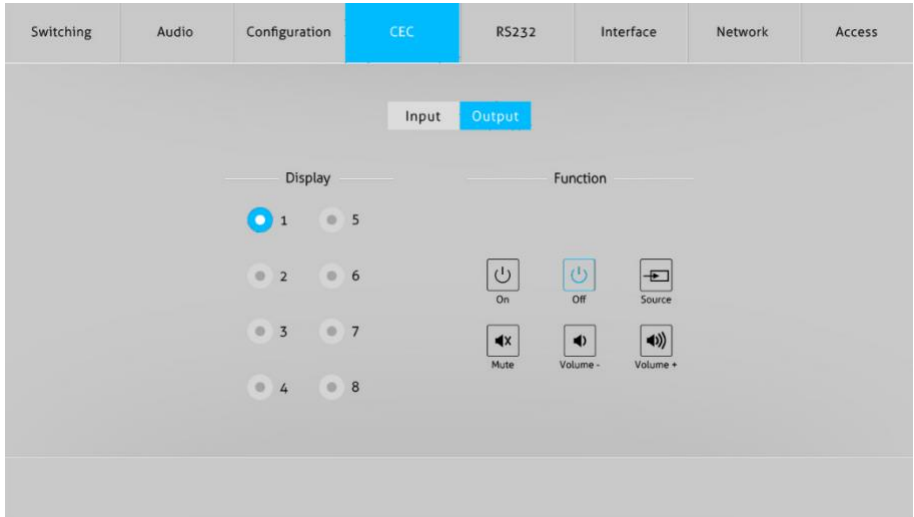 Switching Audio Configuration CEC RS232 Interface Network Access
Input Output
Display Function
1 5
2 6
On Off Source
3 7
Mute Volume - Volume +
4 8